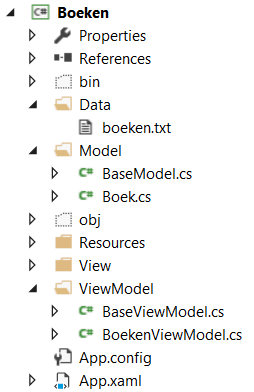 Boeken
Properties
References
bin
Data
boeken.txt
Model
BaseModel.cs
Boek.cs
obj
Resources
View
ViewModel
BaseViewModel.cs
BoekenViewModel.cs
App.config
App.xaml